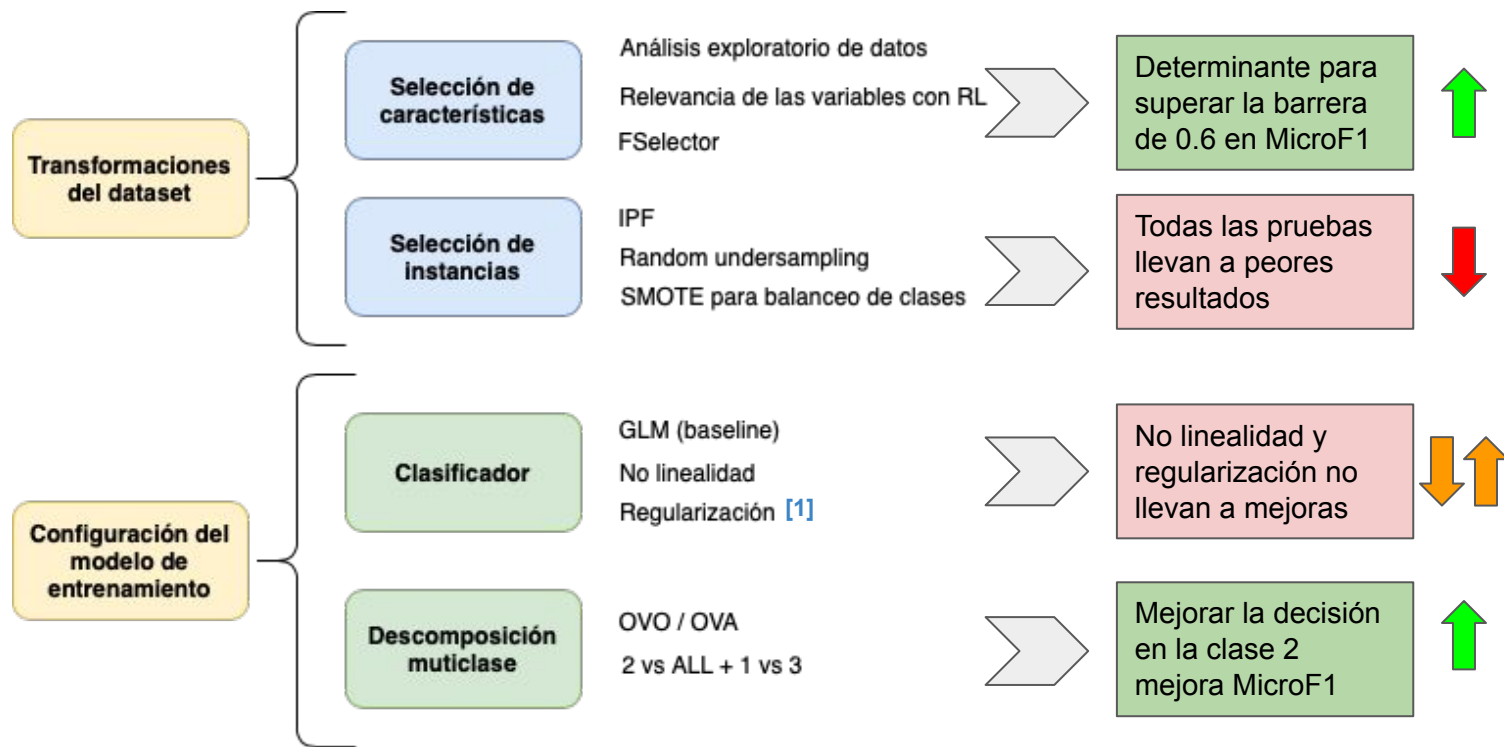 Transformaciones
del dataset
Selección de
características
Análisis exploratorio de datos
Relevancia de las variables con RL
FSelector
Determinante para
superar la barrera
de 0.6 en MicroF1
Selección de
instancias
IPF
Random undersampling
SMOTE para balanceo de clases
Todas las pruebas
llevan a peores
resultados
Configuración del
modelo de
entrenamiento
Clasificador
GLM (baseline)
No linealidad
Regularización [1]
No linealidad y
regularización no
llevan a mejoras
Descomposición
muticlase
OVO / OVA
2 vs ALL + 1 vs 3
Mejorar la decisión
en la clase 2
mejora MicroF1